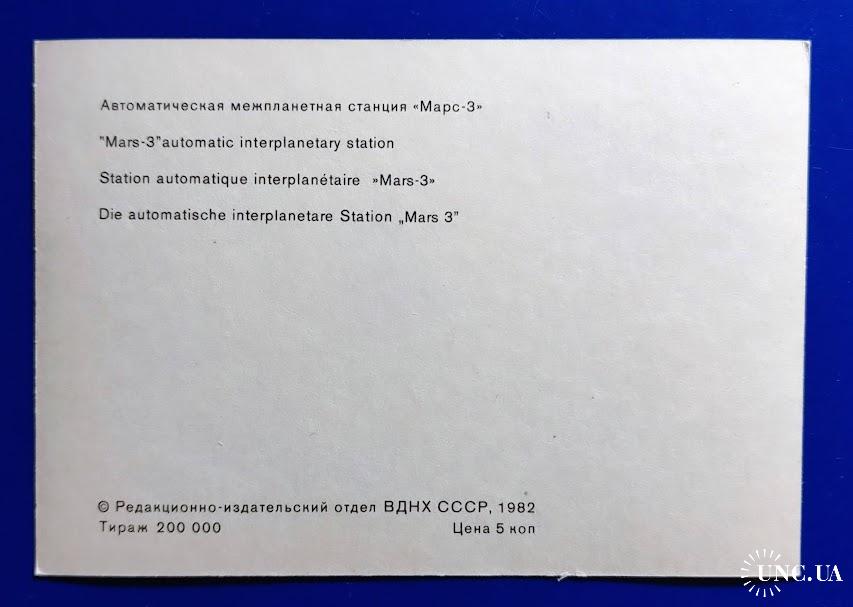 Автоматическая межпланетная станция «Марс-3»
"Mars-3"automatic interplanetary station
Station automatique interplanétaire »Mars-3»
Die automatische interplanetare Station „Mars 3”
© Редакционно-издательский отдел ВДНХ СССР, 1982
Тираж 200 000 Цена 5 коп
UNC.UA